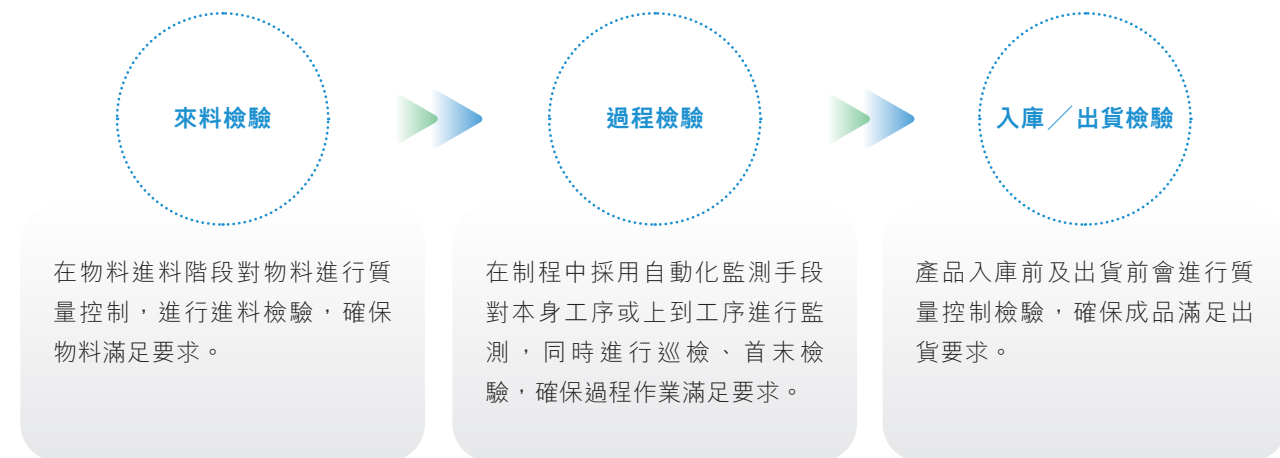 來料檢驗
在物料進料階段對物料進行質
量控制，進行進料檢驗，確保
物料滿足要求。
過程檢驗
在制程中採用自動化監測手段
對本身工序或上到工序進行監
測，同時進行巡檢、首末檢
驗，確保過程作業滿足要求。
入庫／出貨檢驗
產品入庫前及出貨前會進行質
量控制檢驗，確保成品滿足出
貨要求。